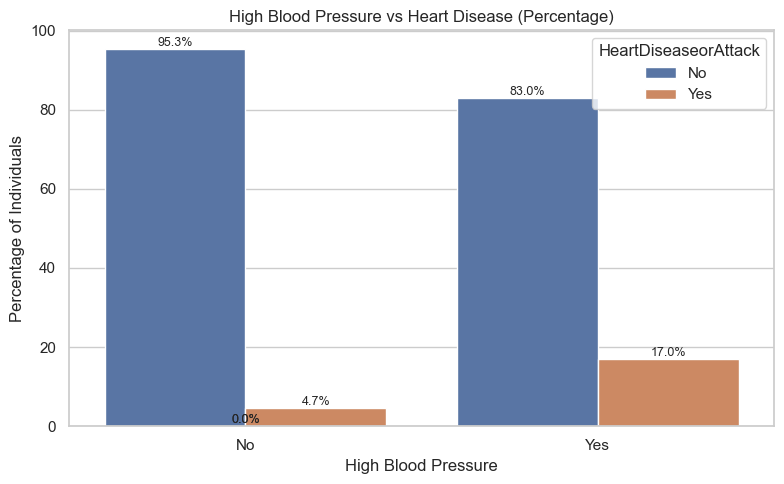 High Blood Pressure vs Heart Disease (Percentage)
Percentage of Individuals
100
80
60
40
20
0
95.3%
4.7%
0.0%
83.0%
17.0%
HeartDiseaseorAttack
No
Yes
No
Yes
High Blood Pressure